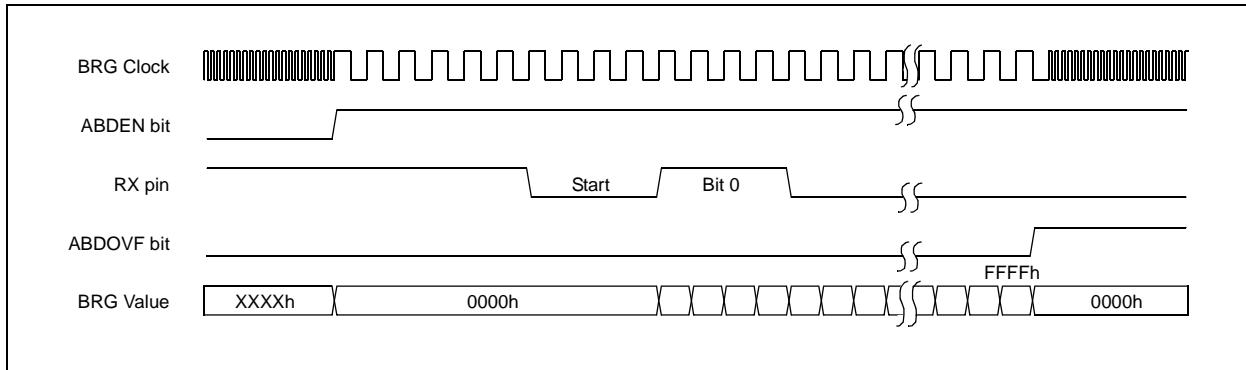 BRG Clock
ABDEN bit
RX pin
Start
Bit 0
ABDOVF bit
FFFFh
BRG Value
XXXXh
0000h
0000h